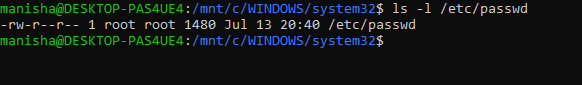 manisha@DESKTOP-PAS4UE4:/mnt/c/WINDOWS/system32$ ls -l /etc/passwd
-rw-r--r-- 1 root root 1480 Jul 13 20:40 /etc/passwd
manisha@DESKTOP-PAS4UE4:/mnt/c/WINDOWS/system32$